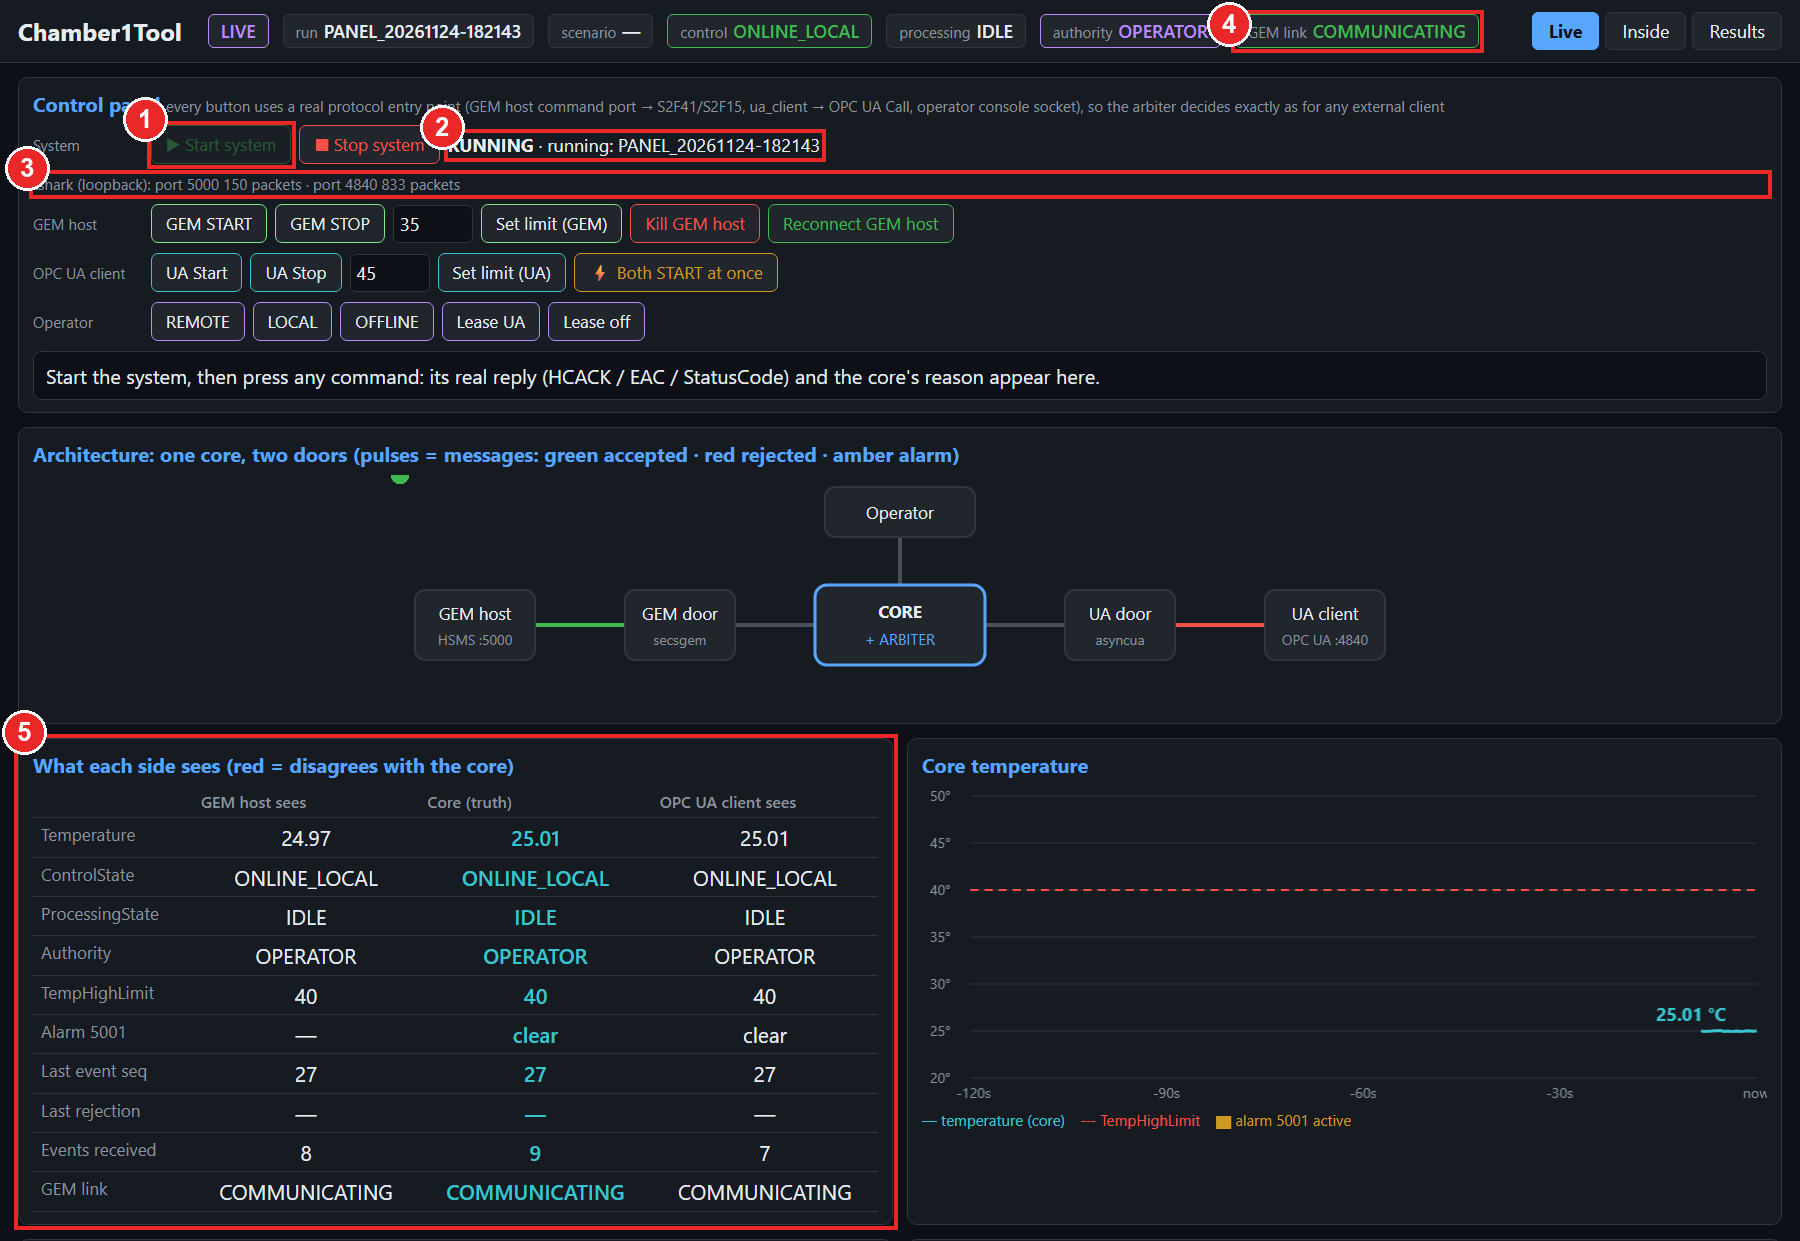 Chamber1Tool LIVE run PANEL_20261124-182143 scenario — control ONLINE_LOCAL processing IDLE authority OPERATOR 4 GEM link COMMUNICATING Live Inside Results
Control every button uses a real protocol entry point (GEM host command port → S2F41/S2F15, ua_client → OPC UA Call, operator console socket), so the arbiter decides exactly as for any external client
1 2
System ▶ Start system ■ Stop system RUNNING · running: PANEL_20261124-182143
3
tshark (loopback): port 5000 150 packets · port 4840 833 packets
GEM host GEM START GEM STOP 35 Set limit (GEM) Kill GEM host Reconnect GEM host
OPC UA client UA Start UA Stop 45 Set limit (UA) ⚡ Both START at once
Operator REMOTE LOCAL OFFLINE Lease UA Lease off
Start the system, then press any command: its real reply (HCACK / EAC / StatusCode) and the core's reason appear here.
Architecture: one core, two doors (pulses = messages: green accepted · red rejected · amber alarm)
Operator
GEM host GEM door CORE UA door UA client
HSMS :5000 secsgem + ARBITER asyncua OPC UA :4840
5
What each side sees (red = disagrees with the core)
GEM host sees Core (truth) OPC UA client sees
Temperature 24.97 25.01 25.01
ControlState ONLINE_LOCAL ONLINE_LOCAL ONLINE_LOCAL
ProcessingState IDLE IDLE IDLE
Authority OPERATOR OPERATOR OPERATOR
TempHighLimit 40 40 40
Alarm 5001 — clear clear
Last event seq 27 27 27
Last rejection — — —
Events received 8 9 7
GEM link COMMUNICATING COMMUNICATING COMMUNICATING
Core temperature
50°
45°
40°
35°
30°
25.01 °C
25°
20°
-120s -90s -60s -30s now
— temperature (core) --- TempHighLimit alarm 5001 active